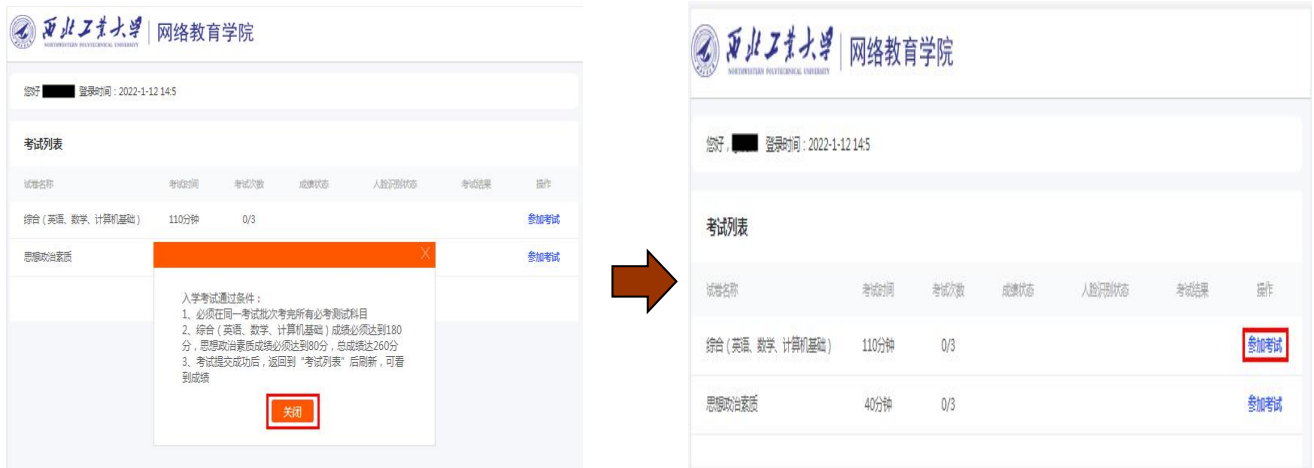 西北工业大学 网络教育学院
NORTHWESTERN POLYTECHNICAL UNIVERSITY
您好 登录时间：2022-1-12 14:5
考试列表
试卷名称 考试时间 考试次数 成绩状态 人脸识别状态 考试结果 操作
综合（英语、数学、计算机基础） 110分钟 0/3 参加考试
思想政治素质 参加考试
X
入学考试通过条件：
1、必须在同一考试批次考完所有必考测试科目
2、综合（英语、数学、计算机基础）成绩必须达到180
分，思想政治素质成绩必须达到80分，总成绩达260分
3、考试提交成功后，返回到“考试列表”后刷新，可看
到成绩
关闭
西北工业大学 网络教育学院
NORTHWESTERN POLYTECHNICAL UNIVERSITY
您好， 登录时间：2022-1-12 14:5
考试列表
试卷名称 考试时间 考试次数 成绩状态 人脸识别状态 考试结果 操作
综合（英语、数学、计算机基础） 110分钟 0/3 参加考试
思想政治素质 40分钟 0/3 参加考试